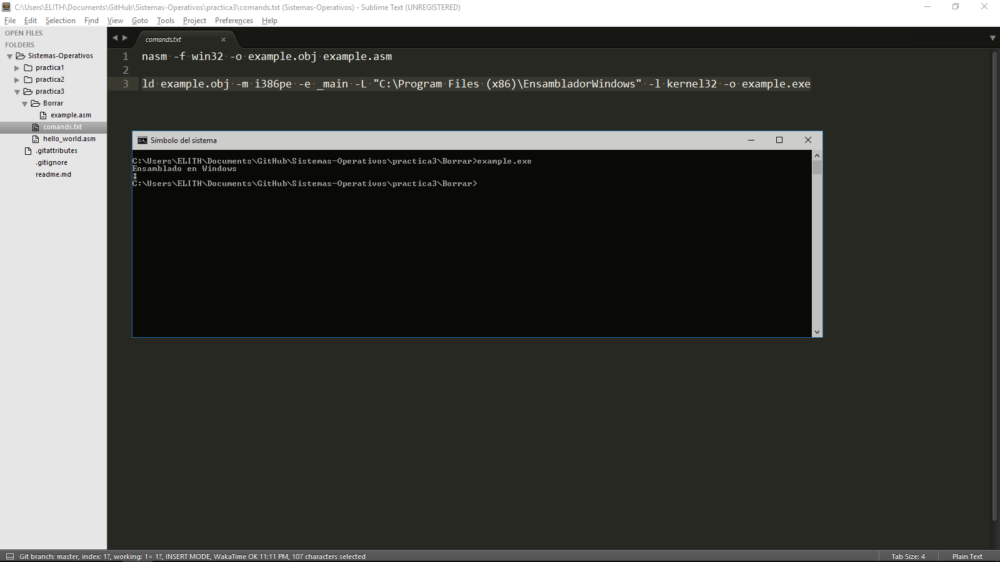 C:\Users\ELITH\Documents\GitHub\Sistemas-Operativos\practica3\comands.txt (Sistemas-Operativos) - Sublime Text (UNREGISTERED)
File Edit Selection Find View Goto Tools Project Preferences Help
OPEN FILES
FOLDERS
Sistemas-Operativos
practica1
practica2
practica3
Borrar
example.asm
comands.txt
hello_world.asm
.gitattributes
.gitignore
readme.md
comands.txt
1 nasm -f win32 -o example.obj example.asm
2
3 ld example.obj -m i386pe -e _main -L "C:\Program Files (x86)\EnsambladorWindows" -l kernel32 -o example.exe
Símbolo del sistema
C:\Users\ELITH\Documents\GitHub\Sistemas-Operativos\practica3\Borrar>example.exe
Ensamblado en Windows
↨
C:\Users\ELITH\Documents\GitHub\Sistemas-Operativos\practica3\Borrar>
Git branch: master, index: 1?, working: 1× 1?, INSERT MODE, WakaTime OK 11:11 PM, 107 characters selected
Tab Size: 4 Plain Text